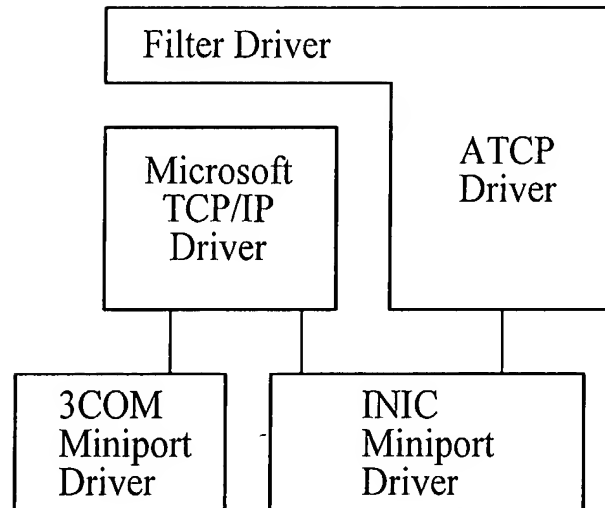 Filter Driver
ATCP
Driver
Microsoft
TCP/IP
Driver
3COM
Miniport
Driver
INIC
Miniport
Driver